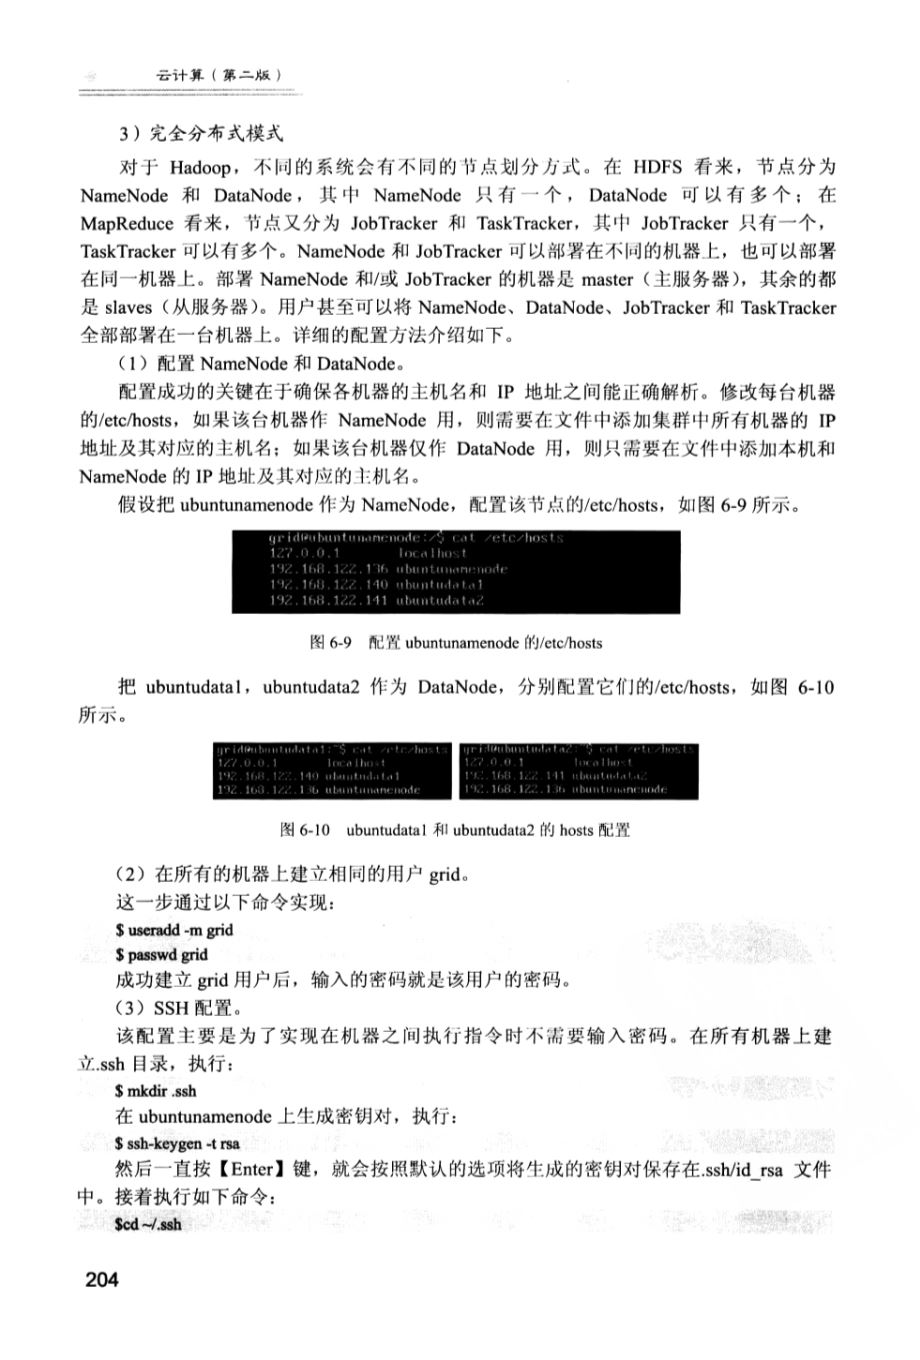 云计算（第二版）
3）完全分布式模式
对于 Hadoop，不同的系统会有不同的节点划分方式。在 HDFS 看来，节点分为
NameNode 和 DataNode，其中 NameNode 只有一个，DataNode 可以有多个；在
MapReduce 看来，节点又分为 JobTracker 和 TaskTracker，其中 JobTracker 只有一个，
TaskTracker 可以有多个。NameNode 和 JobTracker 可以部署在不同的机器上，也可以部署
在同一机器上。部署 NameNode 和/或 JobTracker 的机器是 master（主服务器），其余的都
是 slaves（从服务器）。用户甚至可以将 NameNode、DataNode、JobTracker 和 TaskTracker
全部部署在一台机器上。详细的配置方法介绍如下。
（1）配置 NameNode 和 DataNode。
配置成功的关键在于确保各机器的主机名和 IP 地址之间能正确解析。修改每台机器
的/etc/hosts，如果该台机器作 NameNode 用，则需要在文件中添加集群中所有机器的 IP
地址及其对应的主机名；如果该台机器仅作 DataNode 用，则只需要在文件中添加本机和
NameNode 的 IP 地址及其对应的主机名。
假设把 ubuntunamenode 作为 NameNode，配置该节点的/etc/hosts，如图 6-9 所示。
grid@ubuntunamenode:/$ cat /etc/hosts
127.0.0.1 localhost
192.168.122.136 ubuntunamenode
192.168.122.140 ubuntudata1
192.168.122.141 ubuntudata2
图 6-9 配置 ubuntunamenode 的/etc/hosts
把 ubuntudata1，ubuntudata2 作为 DataNode，分别配置它们的/etc/hosts，如图 6-10
所示。
grid@ubuntudata1:~$ cat /etc/hosts
127.0.0.1 localhost
192.168.122.140 ubuntudata1
192.168.122.136 ubuntunamenode
grid@ubuntudata2:~$ cat /etc/hosts
127.0.0.1 localhost
192.168.122.141 ubuntudata2
192.168.122.136 ubuntunamenode
图 6-10 ubuntudata1 和 ubuntudata2 的 hosts 配置
（2）在所有的机器上建立相同的用户 grid。
这一步通过以下命令实现：
$ useradd -m grid
$ passwd grid
成功建立 grid 用户后，输入的密码就是该用户的密码。
（3）SSH 配置。
该配置主要是为了实现在机器之间执行指令时不需要输入密码。在所有机器上建
立.ssh 目录，执行：
$ mkdir .ssh
在 ubuntunamenode 上生成密钥对，执行：
$ ssh-keygen -t rsa
然后一直按【Enter】键，就会按照默认的选项将生成的密钥对保存在.ssh/id_rsa 文件
中。接着执行如下命令：
$cd ~/.ssh
204